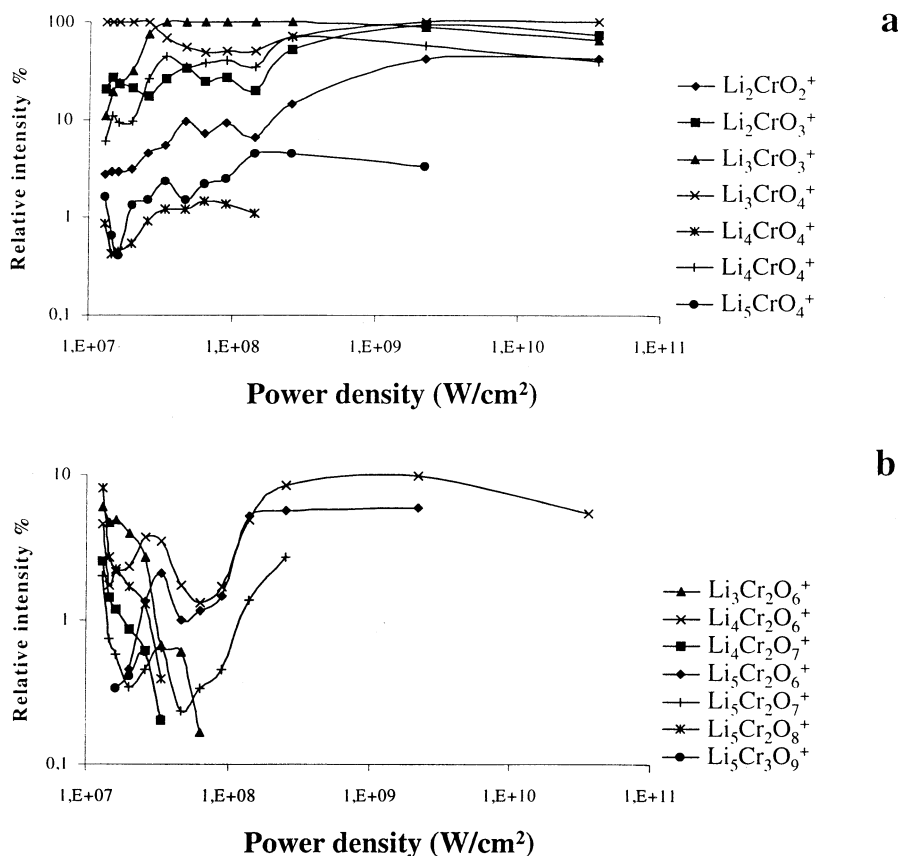 a
100
10
1
0.1
Relative intensity %
1,E+07
1,E+08
1,E+09
1,E+10
1,E+11
Power density (W/cm²)
Li₂CrO₂⁺
Li₂CrO₃⁺
Li₃CrO₃⁺
Li₃CrO₄⁺
Li₄CrO₄⁺
Li₄CrO₄⁺
Li₅CrO₄⁺
b
10
1
0.1
Relative intensity %
1,E+07
1,E+08
1,E+09
1,E+10
1,E+11
Power density (W/cm²)
Li₃Cr₂O₆⁺
Li₄Cr₂O₆⁺
Li₄Cr₂O₇⁺
Li₅Cr₂O₆⁺
Li₅Cr₂O₇⁺
Li₅Cr₂O₈⁺
Li₅Cr₃O₉⁺